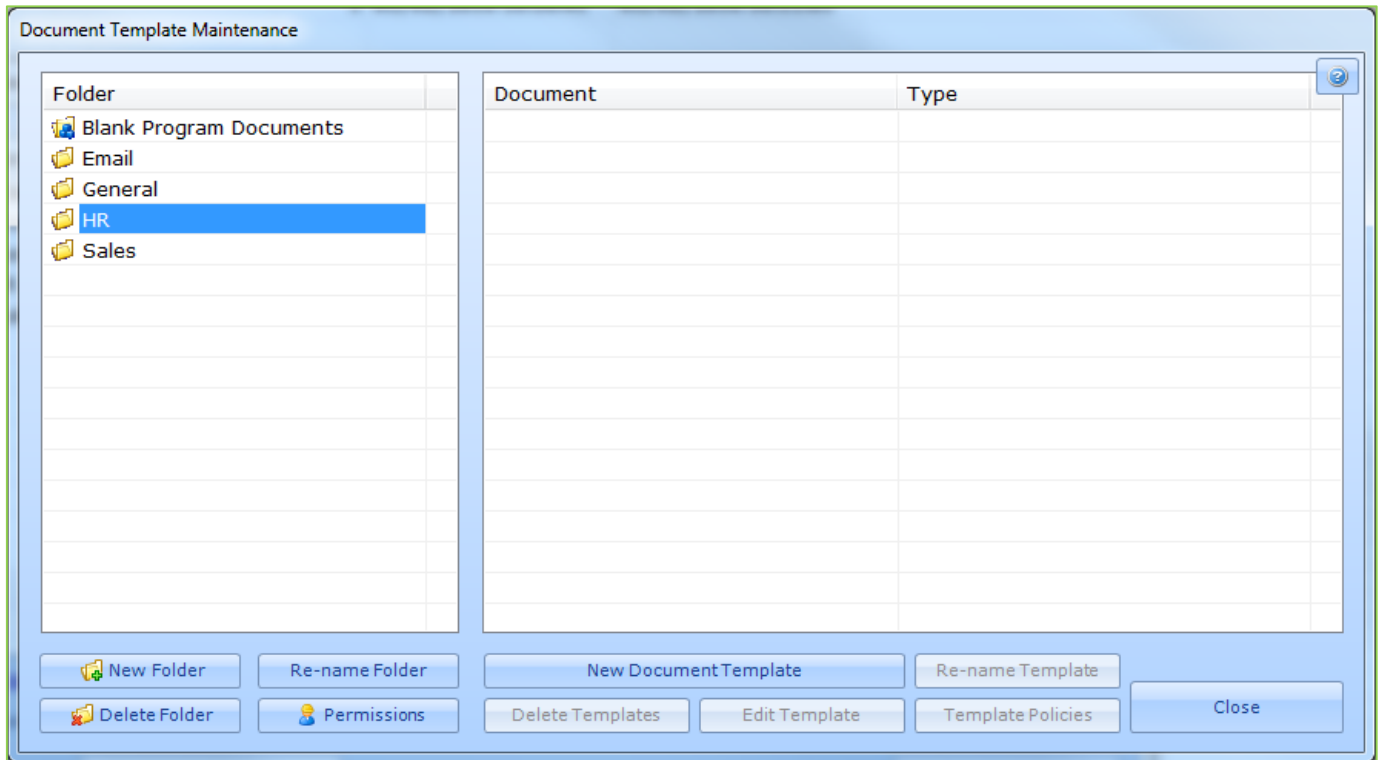 Document Template Maintenance
Folder
Document Type
Blank Program Documents
Email
General
HR
Sales
New Folder Re-name Folder New Document Template Re-name Template
Delete Folder Permissions Delete Templates Edit Template Template Policies Close